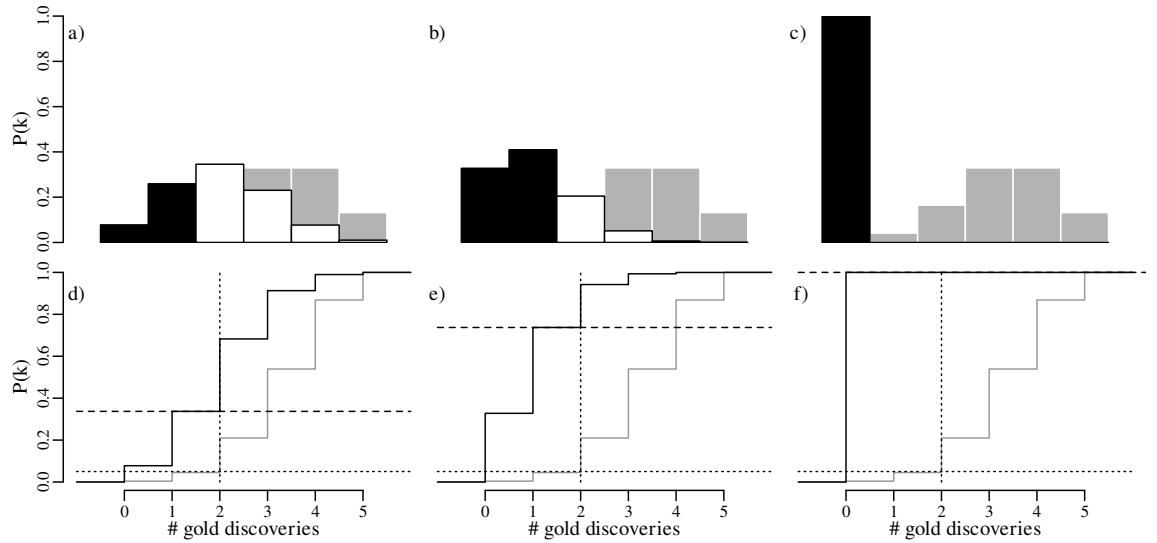 a) b) c)
P(k)
0.0 0.2 0.4 0.6 0.8 1.0
d) e) f)
P(k)
0.0 0.2 0.4 0.6 0.8 1.0
0 1 2 3 4 5 0 1 2 3 4 5 0 1 2 3 4 5
# gold discoveries # gold discoveries # gold discoveries